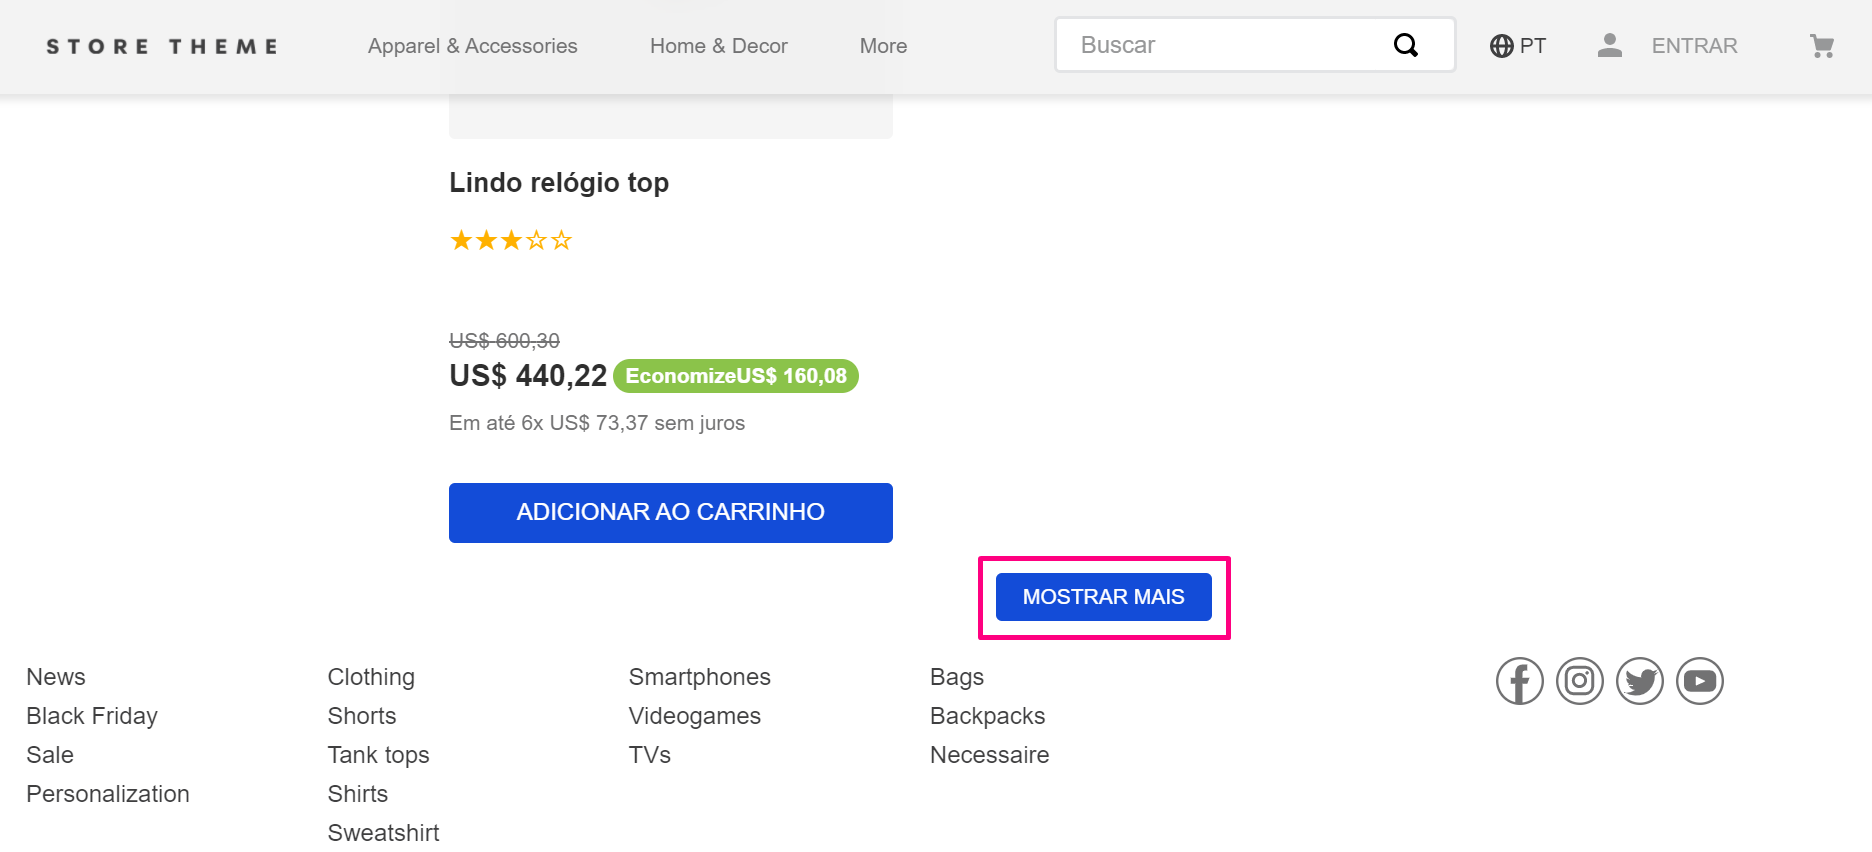 STORE THEME Apparel & Accessories Home & Decor More Buscar PT ENTRAR
Lindo relógio top
US$ 600,30
US$ 440,22 EconomizeUS$ 160,08
Em até 6x US$ 73,37 sem juros
ADICIONAR AO CARRINHO
MOSTRAR MAIS
News
Black Friday
Sale
Personalization
Clothing
Shorts
Tank tops
Shirts
Sweatshirt
Smartphones
Videogames
TVs
Bags
Backpacks
Necessaire